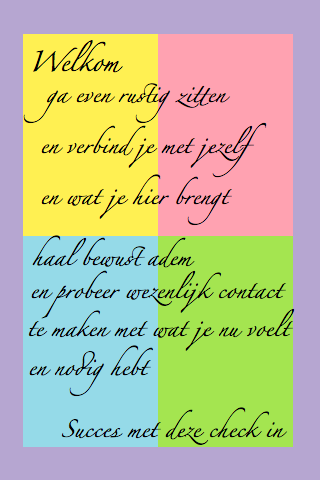 Welkom
ga even rustig zitten
en verbind je met jezelf
en wat je hier brengt
haal bewust adem
en probeer wezenlijk contact
te maken met wat je nu voelt
en nodig hebt
Succes met deze check in